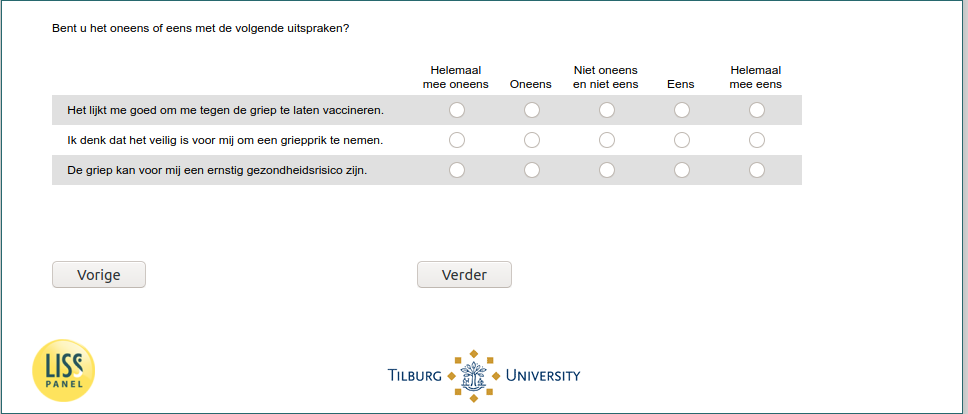 Bent u het oneens of eens met de volgende uitspraken?
Helemaal mee oneens Oneens Niet oneens en niet eens Eens Helemaal mee eens
Het lijkt me goed om me tegen de griep te laten vaccineren.
Ik denk dat het veilig is voor mij om een griepprik te nemen.
De griep kan voor mij een ernstig gezondheidsrisico zijn.
Vorige Verder
LISS
PANEL
TILBURG UNIVERSITY